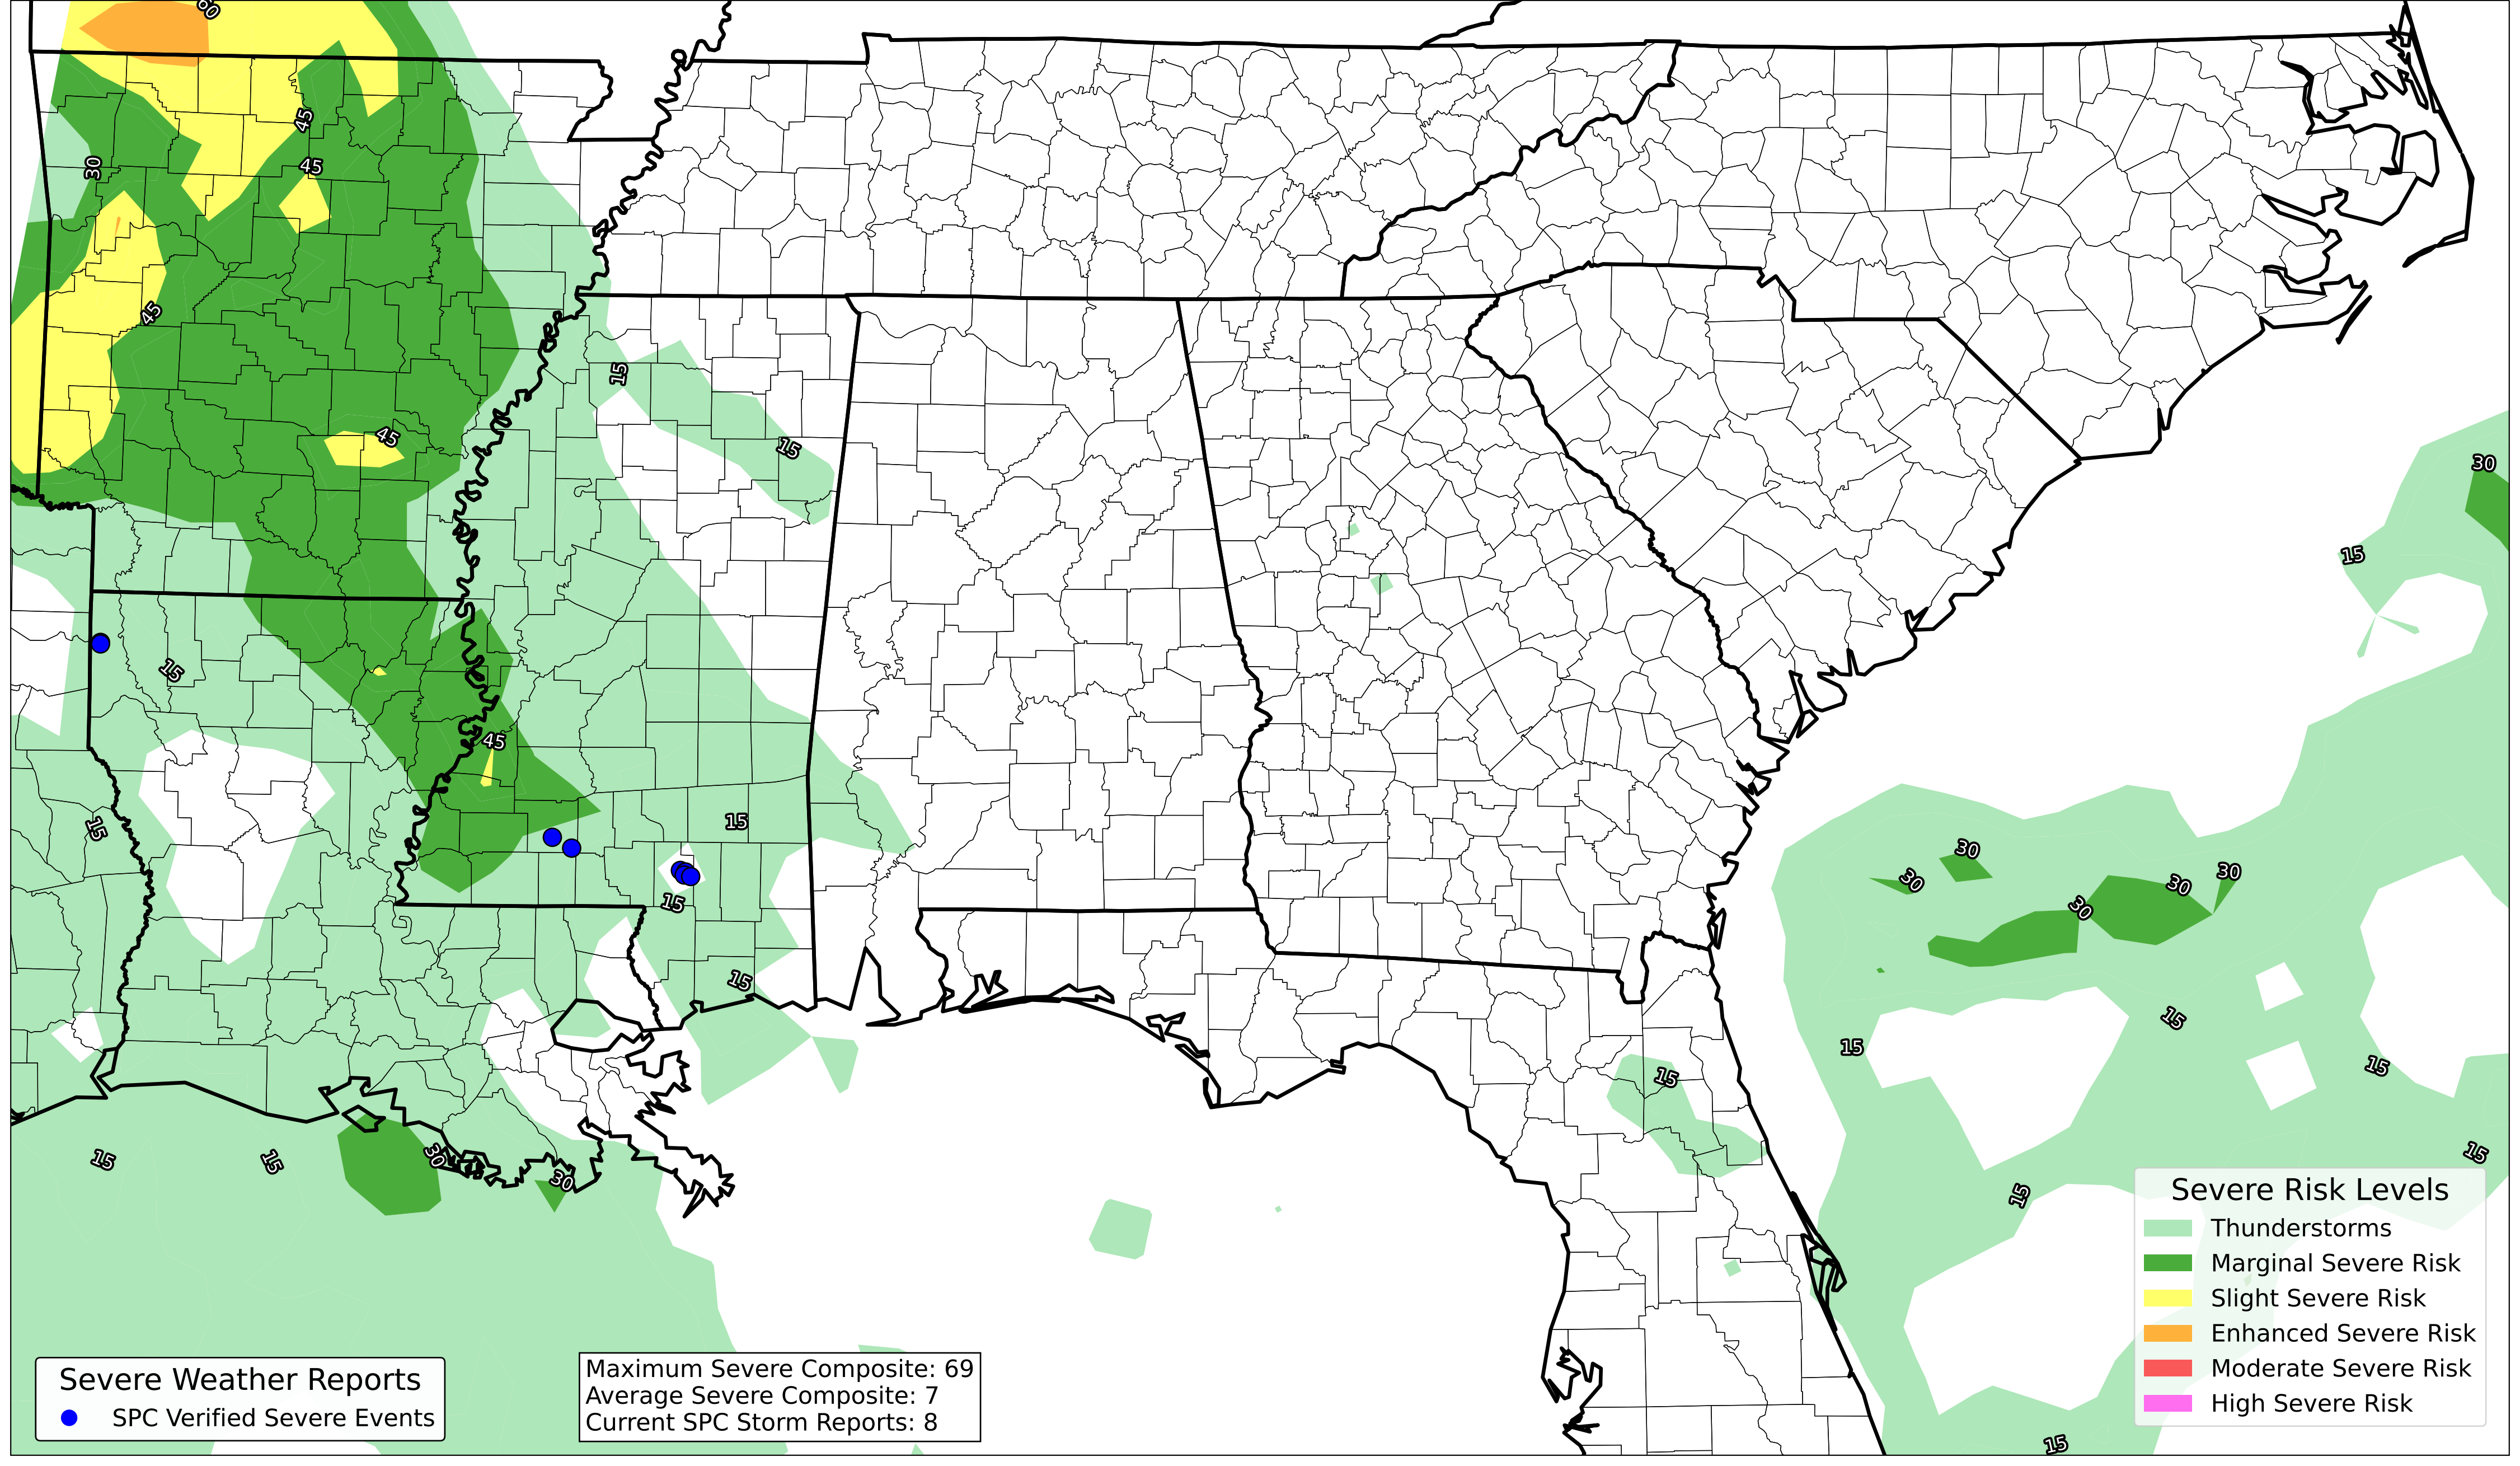 60
45
45
30
45
15
15
45
30
15
15
45
15
15
30
30
30
30
30
15
15
15
15
15
15
15
15
30
30
15
15
15
Severe Risk Levels
Thunderstorms
Marginal Severe Risk
Slight Severe Risk
Enhanced Severe Risk
Moderate Severe Risk
High Severe Risk
Severe Weather Reports
SPC Verified Severe Events
Maximum Severe Composite: 69
Average Severe Composite: 7
Current SPC Storm Reports: 8
15